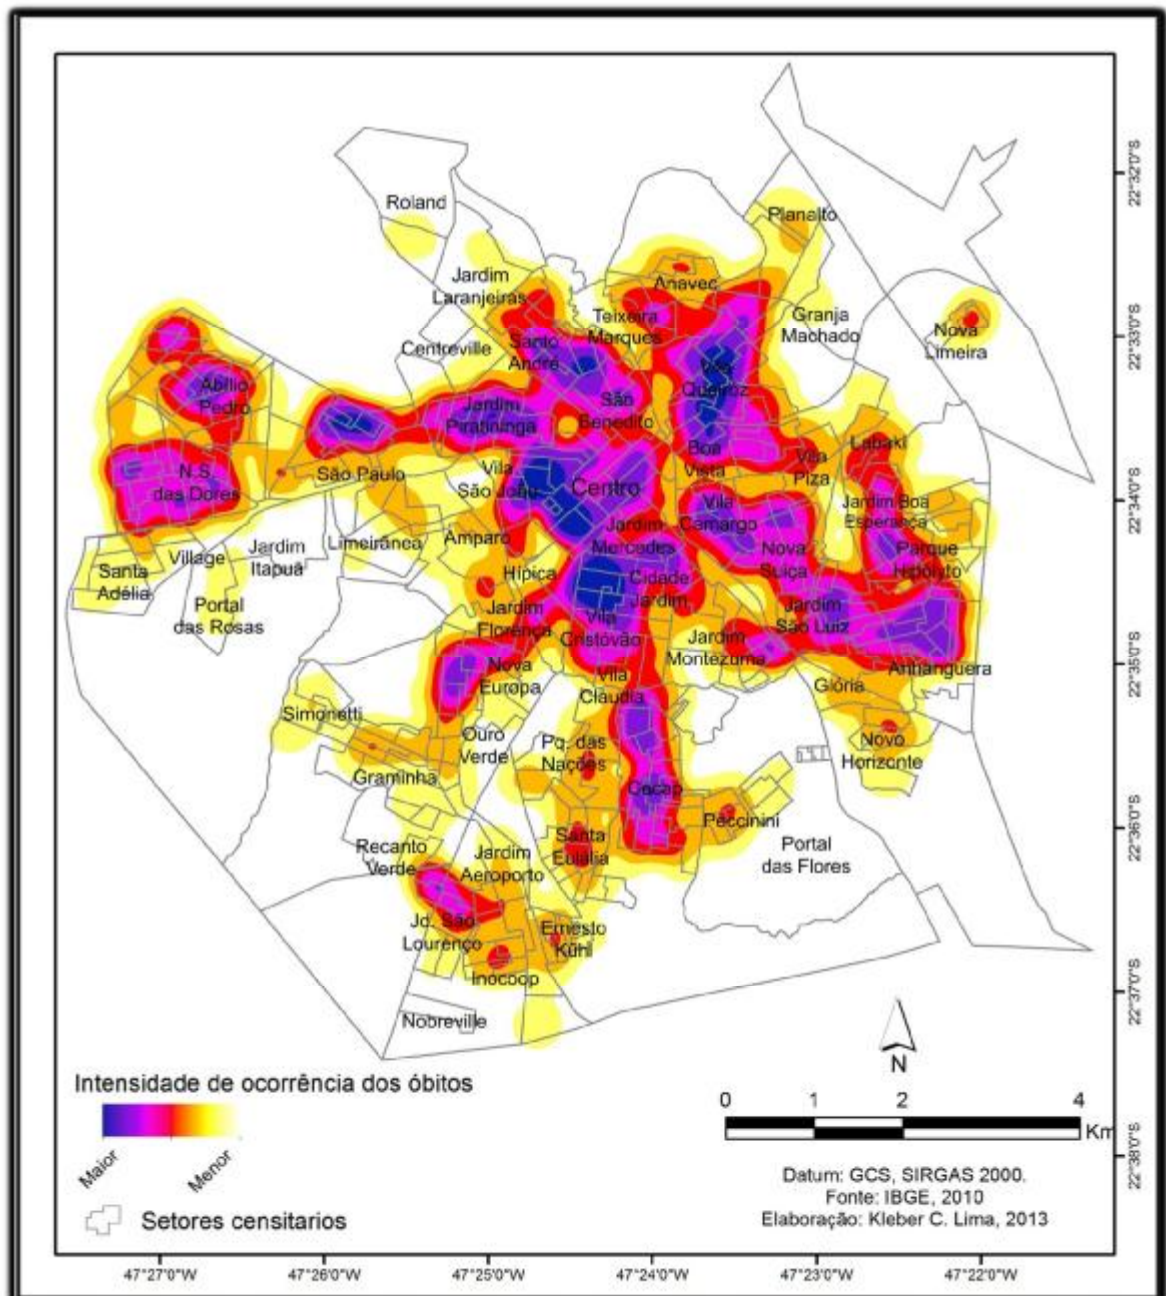 Roland
Planalto
Jardim
Laranjeiras
Anavec
Teixeira
Marques
Granja
Machado
Nova
Limeira
Centreville
Santo
André
Vila
Queiroz
Abílio
Pedro
Jardim
Piratininga
São
Benedito
Boa
Vista
Vila
Piza
Labaki
N.S.
das Dores
São Paulo
Vila
São João
Centro
Vila
Camargo
Jardim Boa
Esperança
Amparo
Limeiranea
Jardim
Mercedes
Nova
Suiça
Parque
Hipólyto
Village
Jardim
Itapuã
Santa
Adélia
Portal
das Rosas
Hípica
Cidade
Jardim
Jardim
Florença
Vila
Cristóvão
Jardim
São Luiz
Jardim
Montezuma
Anhanguera
Nova
Europa
Vila
Claudia
Glória
Simonetti
Ouro
Verde
Pq. das
Nações
Novo
Horizonte
Graminha
Cecap
Peccinini
Recanto
Verde
Jardim
Aeroporto
Santa
Eulália
Portal
das Flores
Jd. São
Lourenço
Ernesto
Kühl
Inocoop
Nobreville
22°32'0"S
22°33'0"S
22°34'0"S
22°35'0"S
22°36'0"S
22°37'0"S
22°38'0"S
N
Intensidade de ocorrência dos óbitos
Maior
Menor
Setores censitarios
0 1 2 4
Km
Datum: GCS, SIRGAS 2000.
Fonte: IBGE, 2010
Elaboração: Kleber C. Lima, 2013
47°27'0"W 47°26'0"W 47°25'0"W 47°24'0"W 47°23'0"W 47°22'0"W